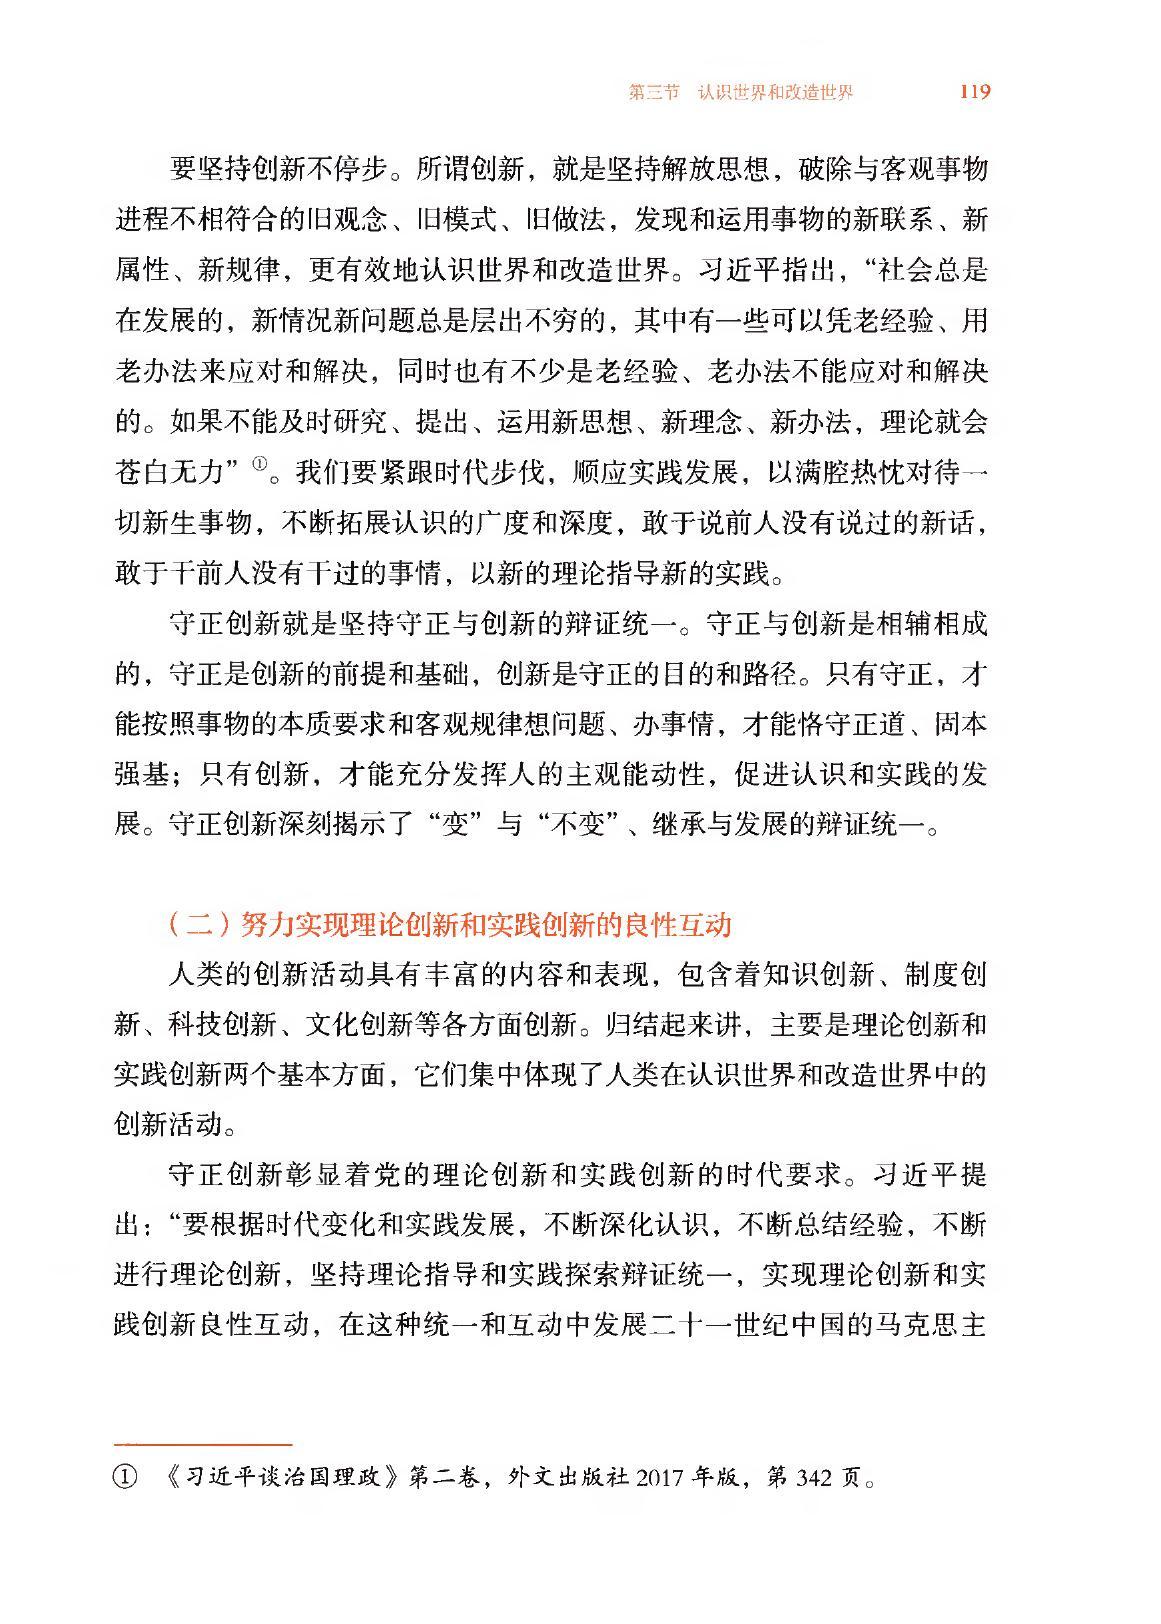 第三节 认识世界和改造世界 119
要坚持创新不停步。所谓创新，就是坚持解放思想，破除与客观事物
进程不相符合的旧观念、旧模式、旧做法，发现和运用事物的新联系、新
属性、新规律，更有效地认识世界和改造世界。习近平指出，“社会总是
在发展的，新情况新问题总是层出不穷的，其中有一些可以凭老经验、用
老办法来应对和解决，同时也有不少是老经验、老办法不能应对和解决
的。如果不能及时研究、提出、运用新思想、新理念、新办法，理论就会
苍白无力”①。我们要紧跟时代步伐，顺应实践发展，以满腔热忱对待一
切新生事物，不断拓展认识的广度和深度，敢于说前人没有说过的新话，
敢于干前人没有干过的事情，以新的理论指导新的实践。
守正创新就是坚持守正与创新的辩证统一。守正与创新是相辅相成
的，守正是创新的前提和基础，创新是守正的目的和路径。只有守正，才
能按照事物的本质要求和客观规律想问题、办事情，才能恪守正道、固本
强基；只有创新，才能充分发挥人的主观能动性，促进认识和实践的发
展。守正创新深刻揭示了“变”与“不变”、继承与发展的辩证统一。
（二）努力实现理论创新和实践创新的良性互动
人类的创新活动具有丰富的内容和表现，包含着知识创新、制度创
新、科技创新、文化创新等各方面创新。归结起来讲，主要是理论创新和
实践创新两个基本方面，它们集中体现了人类在认识世界和改造世界中的
创新活动。
守正创新彰显着党的理论创新和实践创新的时代要求。习近平提
出：“要根据时代变化和实践发展，不断深化认识，不断总结经验，不断
进行理论创新，坚持理论指导和实践探索辩证统一，实现理论创新和实
践创新良性互动，在这种统一和互动中发展二十一世纪中国的马克思主
① 《习近平谈治国理政》第二卷，外文出版社 2017 年版，第 342 页。